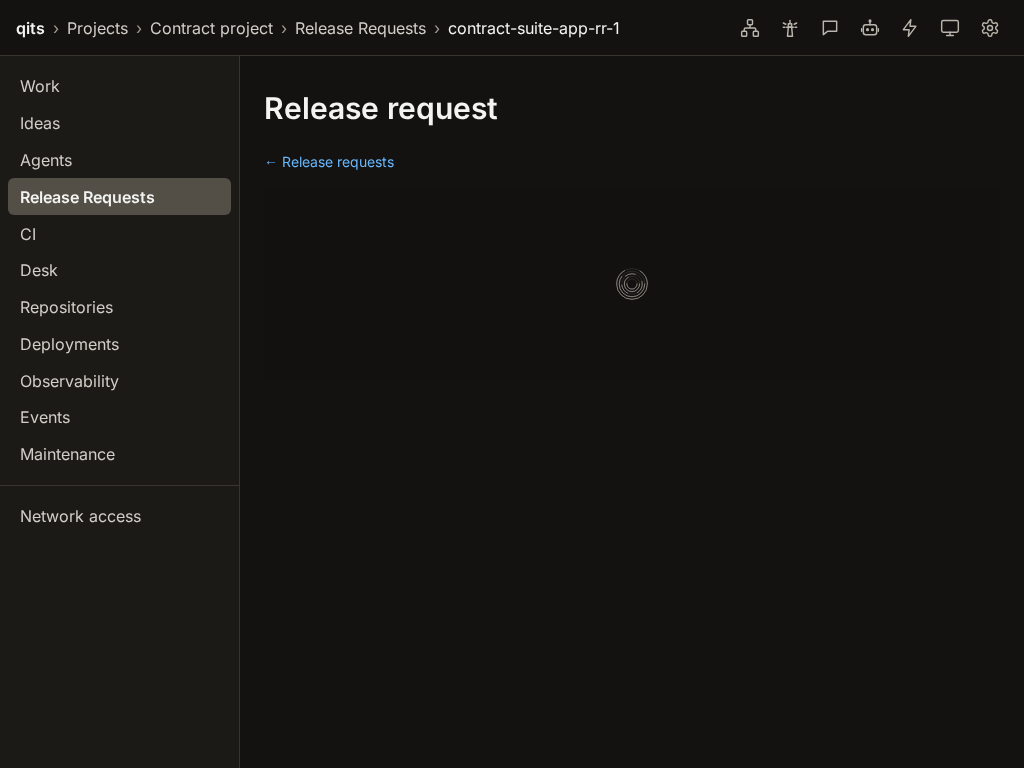 qits › Projects › Contract project › Release Requests › contract-suite-app-rr-1
Work
Ideas
Agents
Release Requests
CI
Desk
Repositories
Deployments
Observability
Events
Maintenance
Network access
Release request
← Release requests